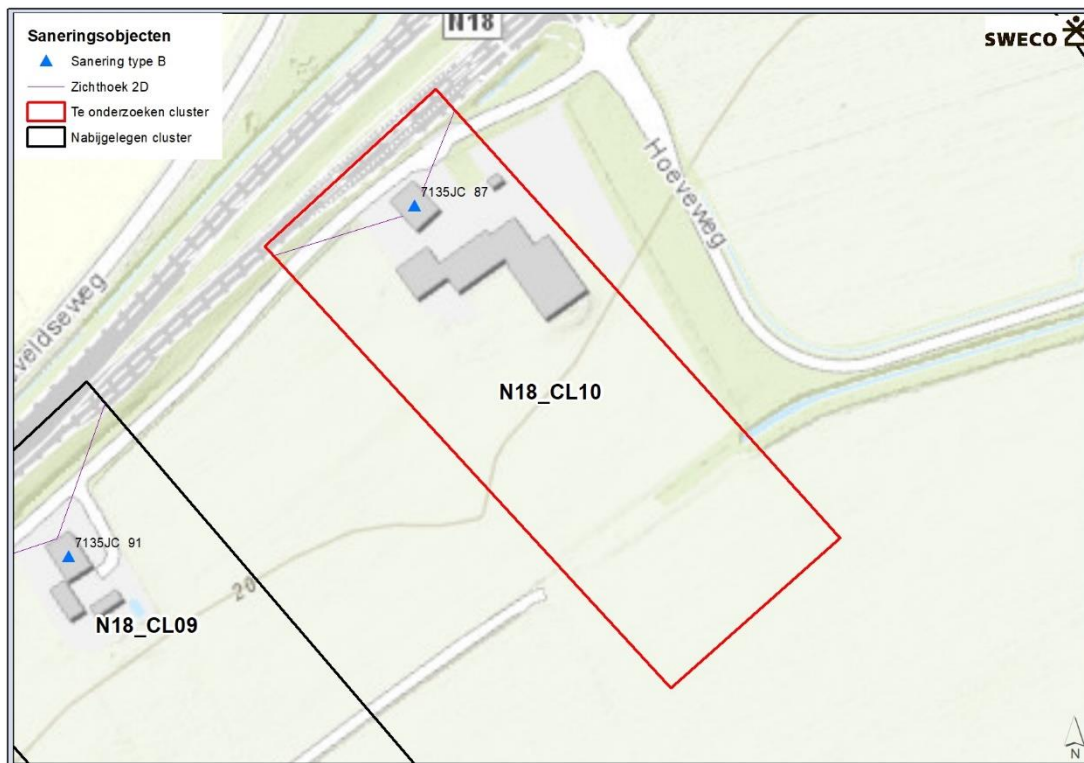 N18
SWECO
Saneringsobjecten
Sanering type B
Zichthoek 2D
Te onderzoeken cluster
Nabijgelegen cluster
7135JC 87
Hoeveweg
veldseweg
N18_CL10
7135JC 91
20
N18_CL09
N